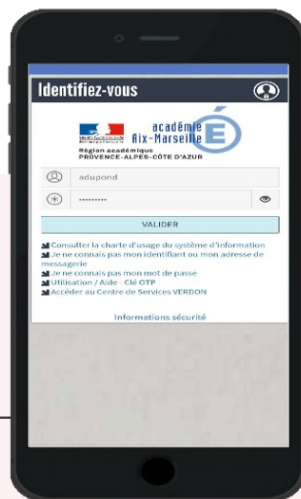 Identifiez-vous
académie
Aix-Marseille
É
Région académique
PROVENCE-ALPES-CÔTE D'AZUR
adupond
·········
VALIDER
Consulter la charte d'usage du système d'information
Je ne connais pas mon identifiant ou mon adresse de
messagerie
Je ne connais pas mon mot de passe
Utilisation / Aide - Clé OTP
Accéder au Centre de Services VERDON
Informations sécurité